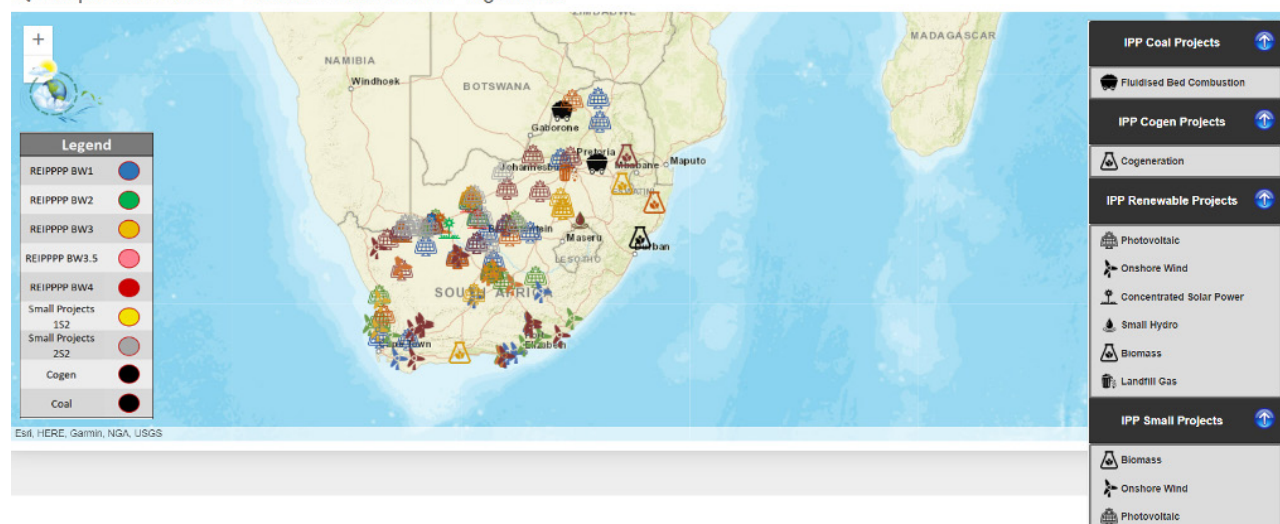 +
MADAGASCAR
NAMIBIA
Windhoek
BOTSWANA
Gaborone
Pretoria
Maputo
Maseru
LESOTHO
SOUTH AFRICA
Legend
REIPPPP BW1
REIPPPP BW2
REIPPPP BW3
REIPPPP BW3.5
REIPPPP BW4
Small Projects
1S2
Small Projects
2S2
Cogen
Coal
Esri, HERE, Garmin, NGA, USGS
IPP Coal Projects
Fluidised Bed Combustion
IPP Cogen Projects
Cogeneration
IPP Renewable Projects
Photovoltaic
Onshore Wind
Concentrated Solar Power
Small Hydro
Biomass
Landfill Gas
IPP Small Projects
Biomass
Onshore Wind
Photovoltaic